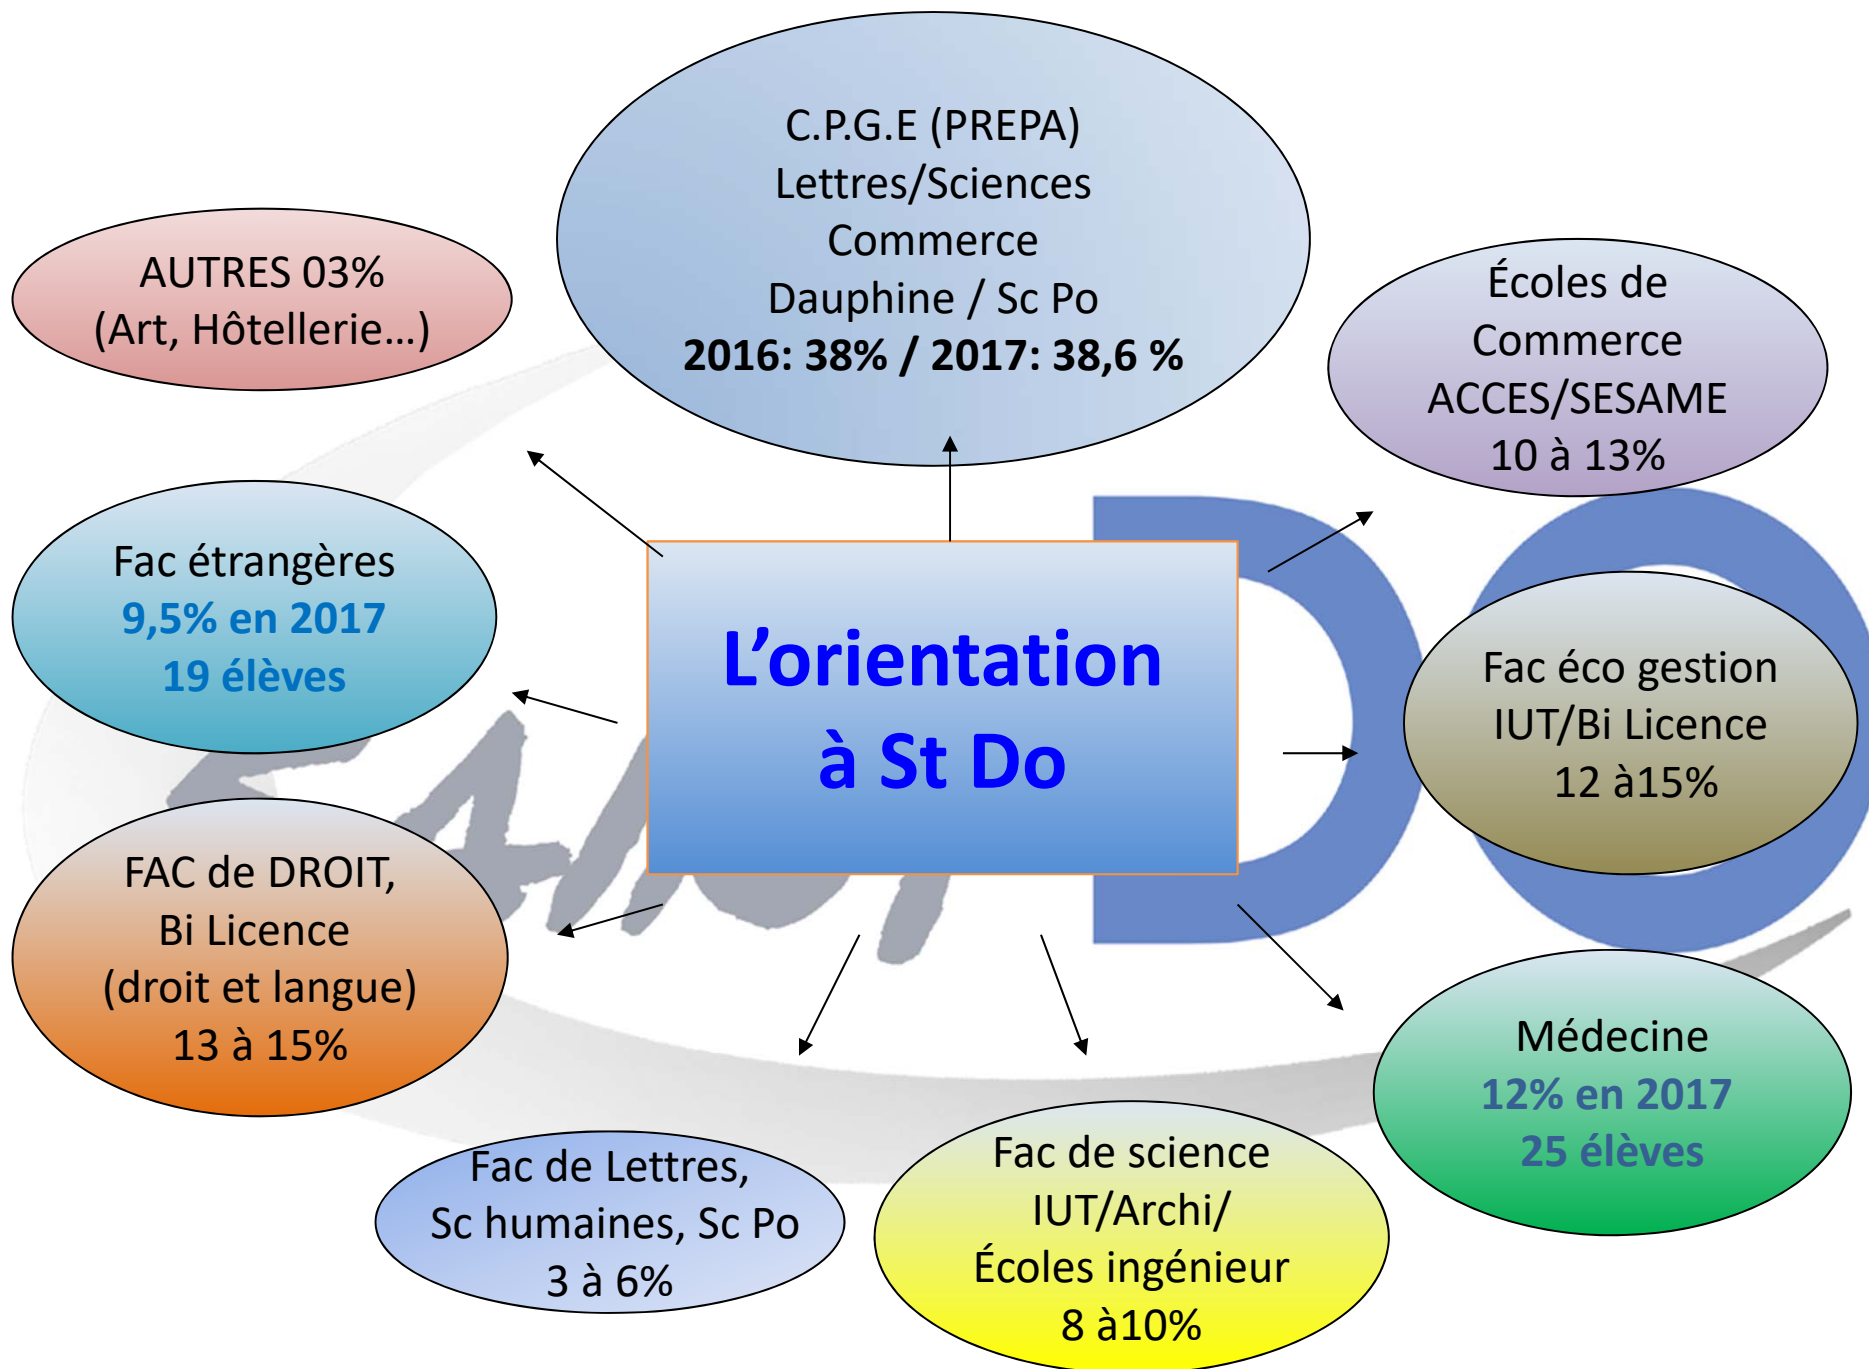 C.P.G.E (PREPA)
Lettres/Sciences
Commerce
Dauphine / Sc Po
2016: 38% / 2017: 38,6 %
AUTRES 03%
(Art, Hôtellerie…)
Écoles de
Commerce
ACCES/SESAME
10 à 13%
Fac étrangères
9,5% en 2017
19 élèves
L’orientation
à St Do
Fac éco gestion
IUT/Bi Licence
12 à15%
FAC de DROIT,
Bi Licence
(droit et langue)
13 à 15%
Médecine
12% en 2017
25 élèves
Fac de Lettres,
Sc humaines, Sc Po
3 à 6%
Fac de science
IUT/Archi/
Écoles ingénieur
8 à10%